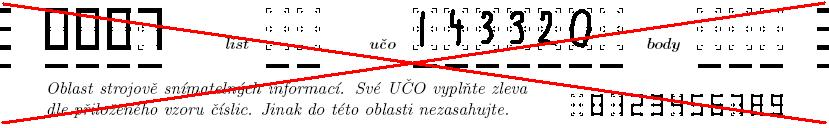 0007 list učo 143320 body
Oblast strojově snímatelných informací. Své UČO vyplňte zleva
dle přiloženého vzoru číslic. Jinak do této oblasti nezasahujte.
0123456789